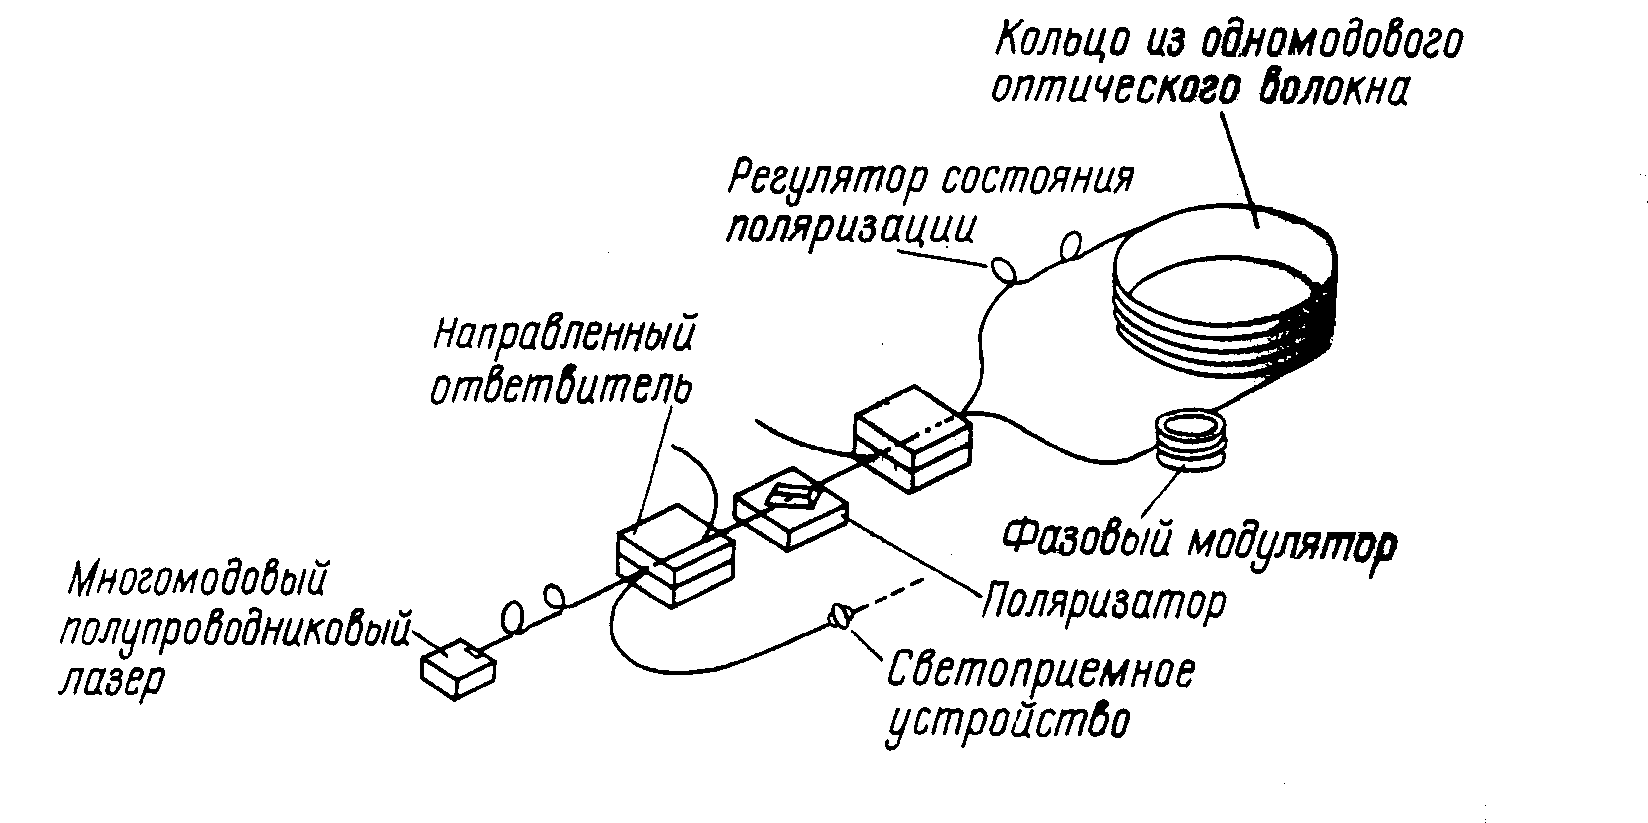 Кольцо из одномодового
оптического волокна
Регулятор состояния
поляризации
Направленный
ответвитель
Фазовый модулятор
Многомодовый
полупроводниковый
лазер
Поляризатор
Светоприемное
устройство